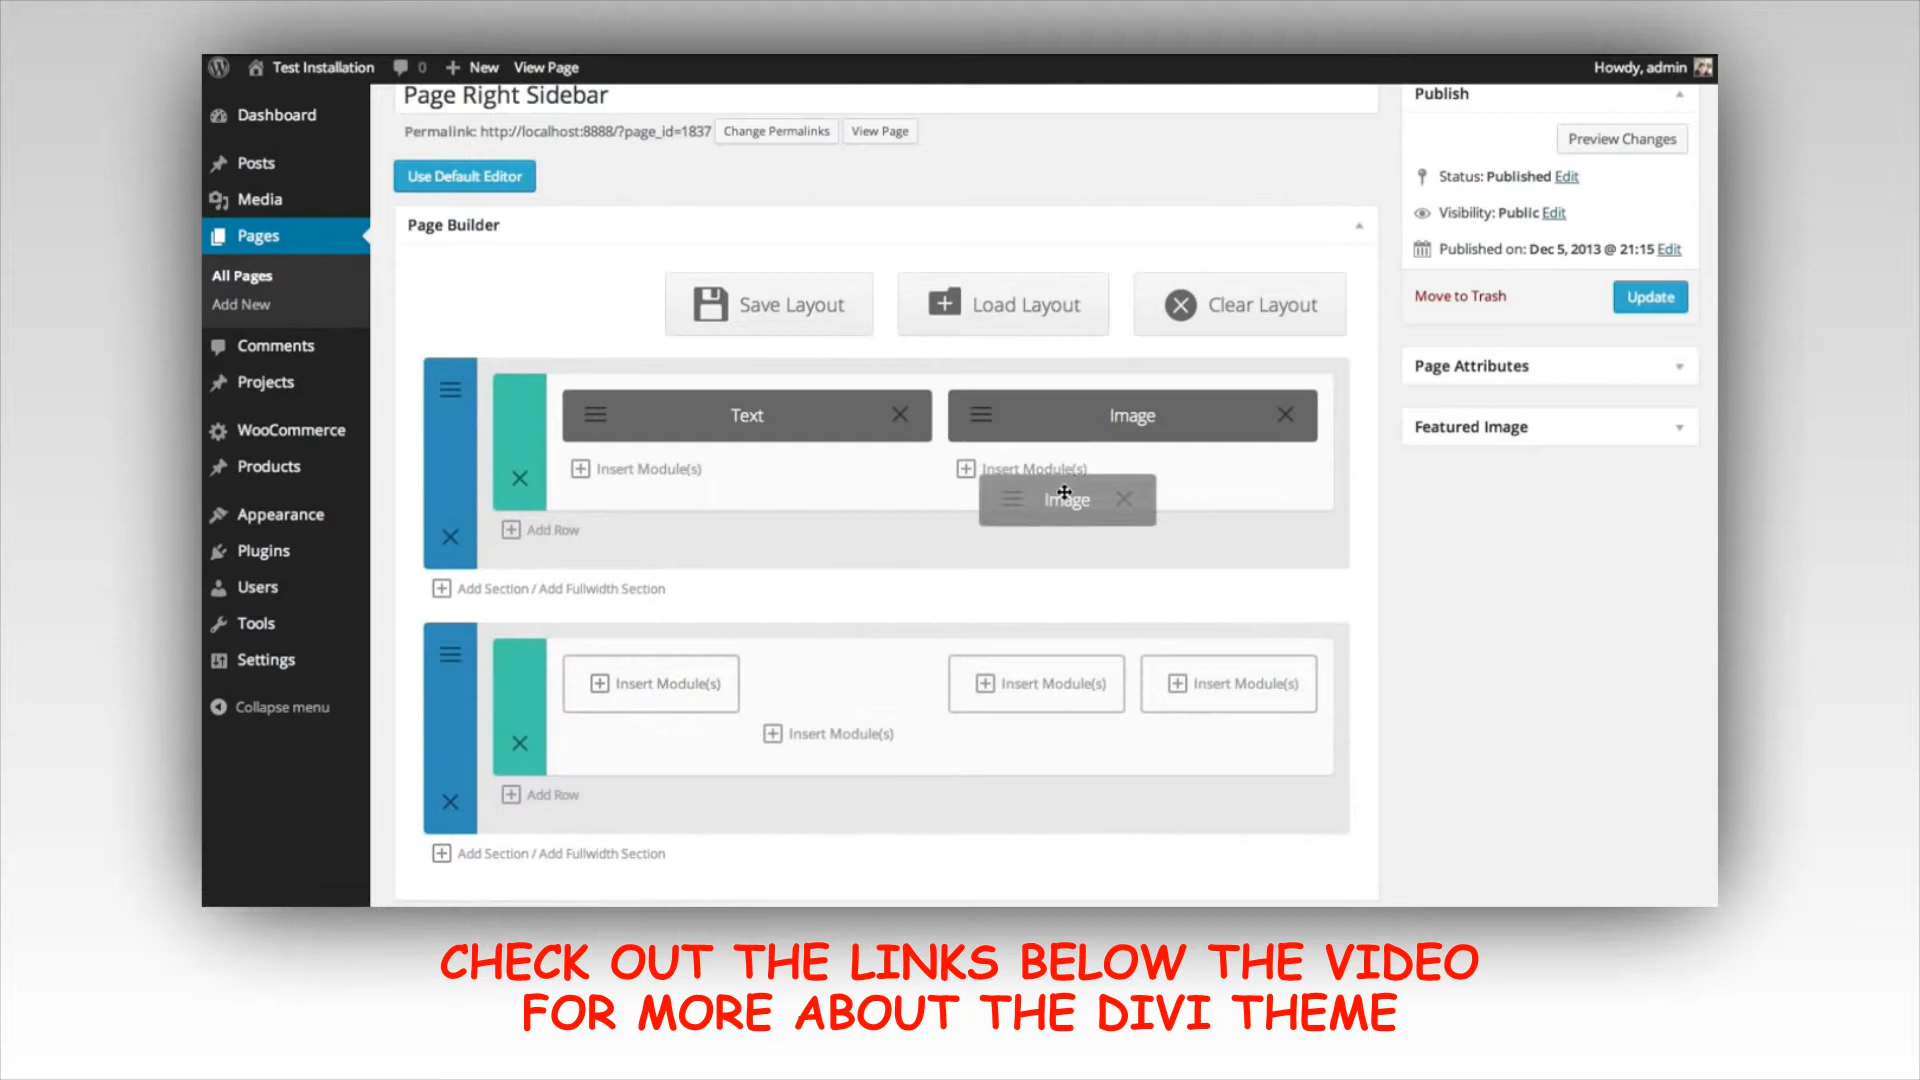 Test Installation 0 New View Page Howdy, admin
Dashboard
Posts
Media
Pages
All Pages
Add New
Comments
Projects
WooCommerce
Products
Appearance
Plugins
Users
Tools
Settings
Collapse menu
Page Right Sidebar
Permalink: http://localhost:8888/?page_id=1837 Change Permalinks View Page
Use Default Editor
Page Builder
Save Layout Load Layout Clear Layout
Text Image
Insert Module(s) Insert Module(s)
Image
Add Row
Add Section / Add Fullwidth Section
Insert Module(s) Insert Module(s) Insert Module(s)
Insert Module(s)
Add Row
Add Section / Add Fullwidth Section
Publish
Preview Changes
Status: Published Edit
Visibility: Public Edit
Published on: Dec 5, 2013 @ 21:15 Edit
Move to Trash Update
Page Attributes
Featured Image
CHECK OUT THE LINKS BELOW THE VIDEO
FOR MORE ABOUT THE DIVI THEME